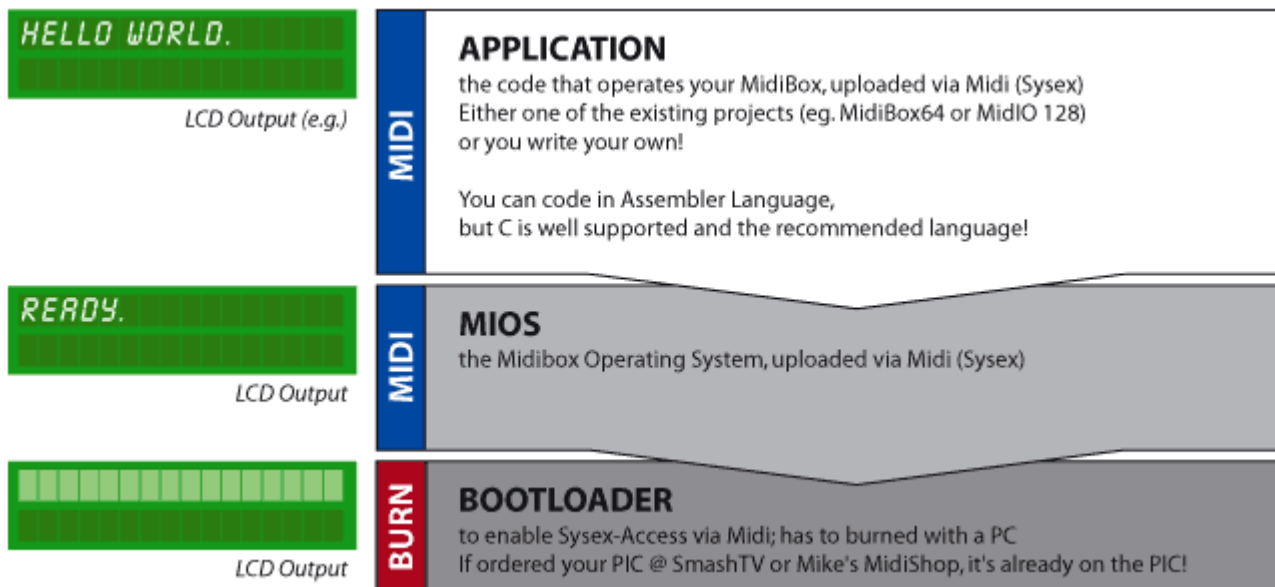 HELLO WORLD.
LCD Output (e.g.)
MIDI
APPLICATION
the code that operates your MidiBox, uploaded via Midi (Sysex)
Either one of the existing projects (eg. MidiBox64 or MidIO 128)
or you write your own!
You can code in Assembler Language,
but C is well supported and the recommended language!
READY.
LCD Output
MIDI
MIOS
the Midibox Operating System, uploaded via Midi (Sysex)
LCD Output
BURN
BOOTLOADER
to enable Sysex-Access via Midi; has to burned with a PC
If ordered your PIC @ SmashTV or Mike's MidiShop, it's already on the PIC!